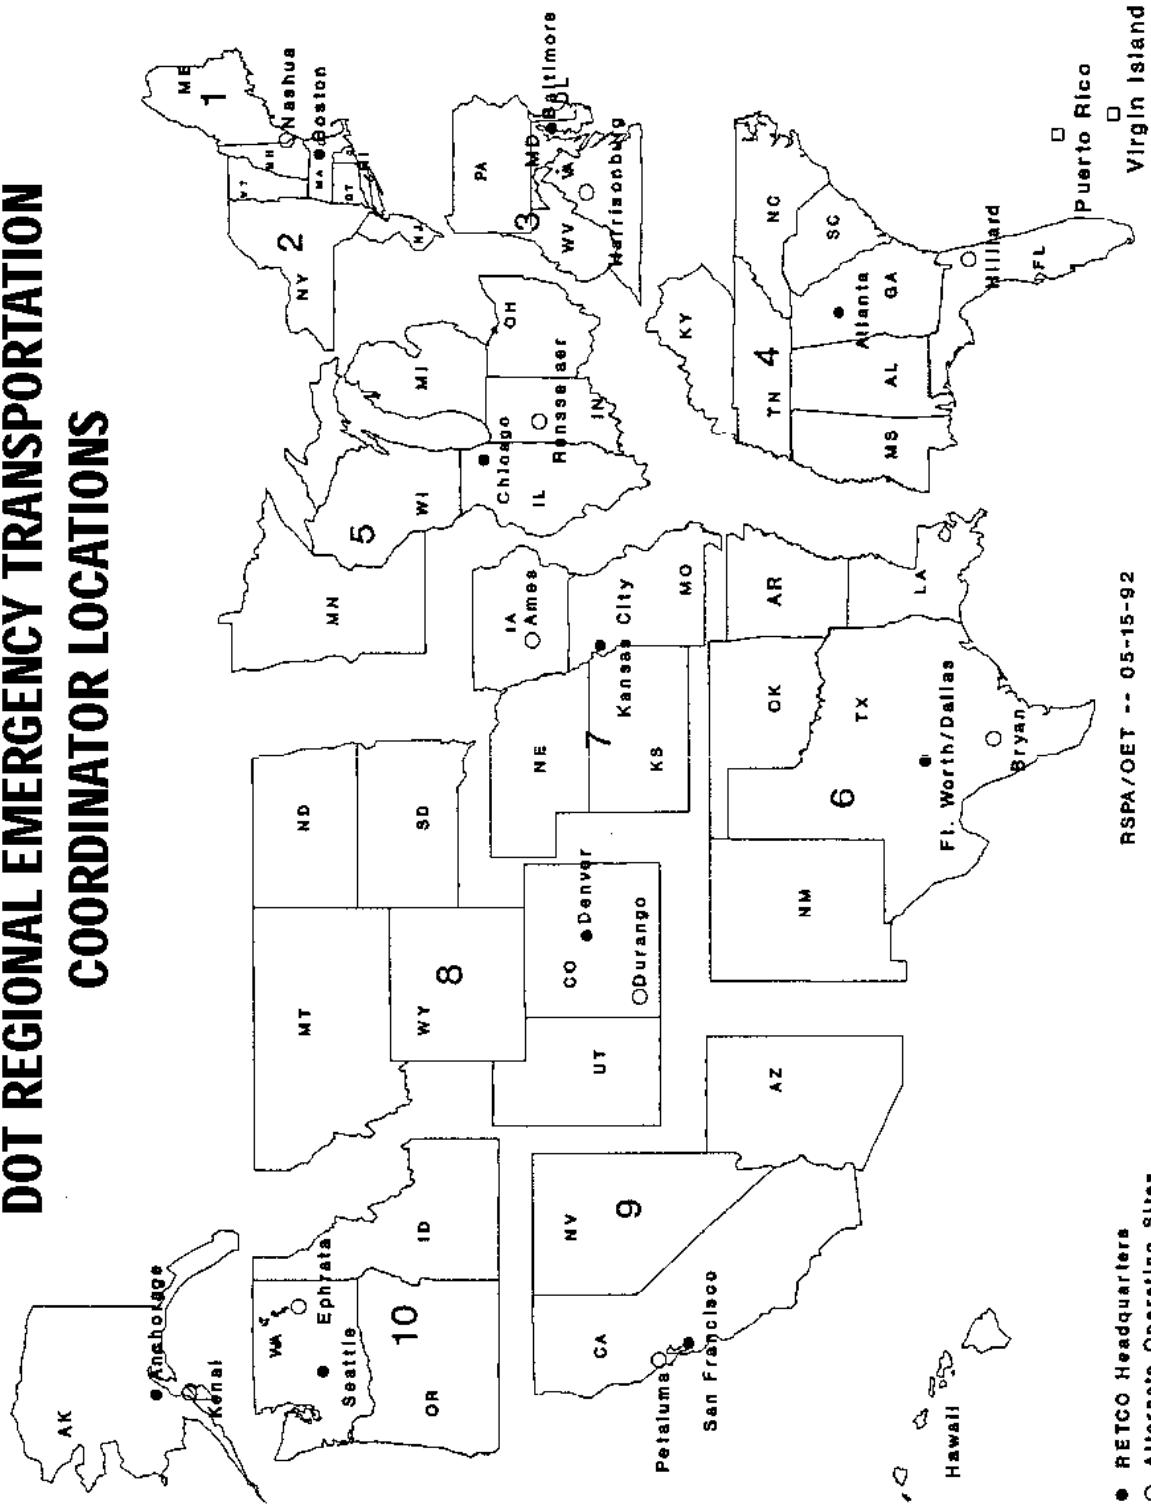 DOT REGIONAL EMERGENCY TRANSPORTATION
COORDINATOR LOCATIONS
AK
Anchorage
Kenai
WA
Ephrata
Seattle
10
OR
ID
MT
ND
SD
WY
8
UT
CO
Denver
Durango
NV
9
CA
Petaluma
San Francisco
AZ
Hawaii
MN
5
WI
MI
Chicago
IL
Renaselaer
IN
OH
IA
Ames
NE
7
KS
Kansas City
MO
NM
6
TX
OK
AR
LA
Ft. Worth/Dallas
Bryan
ME
1
Nashua
Boston
VT
NH
MA
CT
RI
NY
2
NJ
PA
3
MD
Baltimore
WV
VA
Harrisonburg
KY
TN
4
NC
SC
MS
AL
Atlanta
GA
Hilliard
FL
Puerto Rico
Virgin Island
● RETCO Headquarters
○ Alternate Operating Sites
RSPA/OET -- 05-15-92